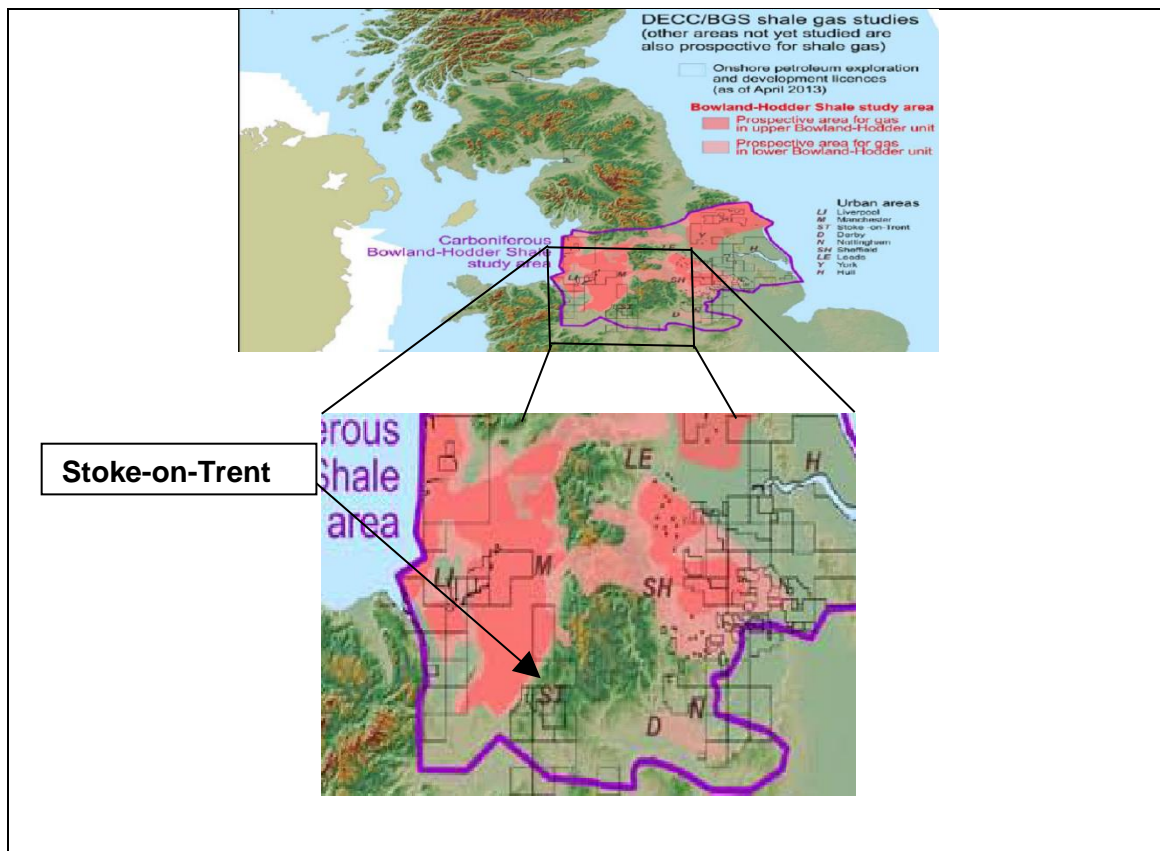 DECC/BGS shale gas studies
(other areas not yet studied are
also prospective for shale gas)
Onshore petroleum exploration
and development licences
(as of April 2013)
Bowland-Hodder Shale study area
Prospective area for gas
in upper Bowland-Hodder unit
Prospective area for gas
in lower Bowland-Hodder unit
Urban areas
LI Liverpool
M Manchester
ST Stoke-on-Trent
D Derby
N Nottingham
SH Sheffield
LE Leeds
Y York
H Hull
Carboniferous
Bowland-Hodder Shale
study area
LE
Y
H
LI
M
SH
D
N
Stoke-on-Trent
erous
Shale
area
LE
H
LI
M
SH
ST
N
D